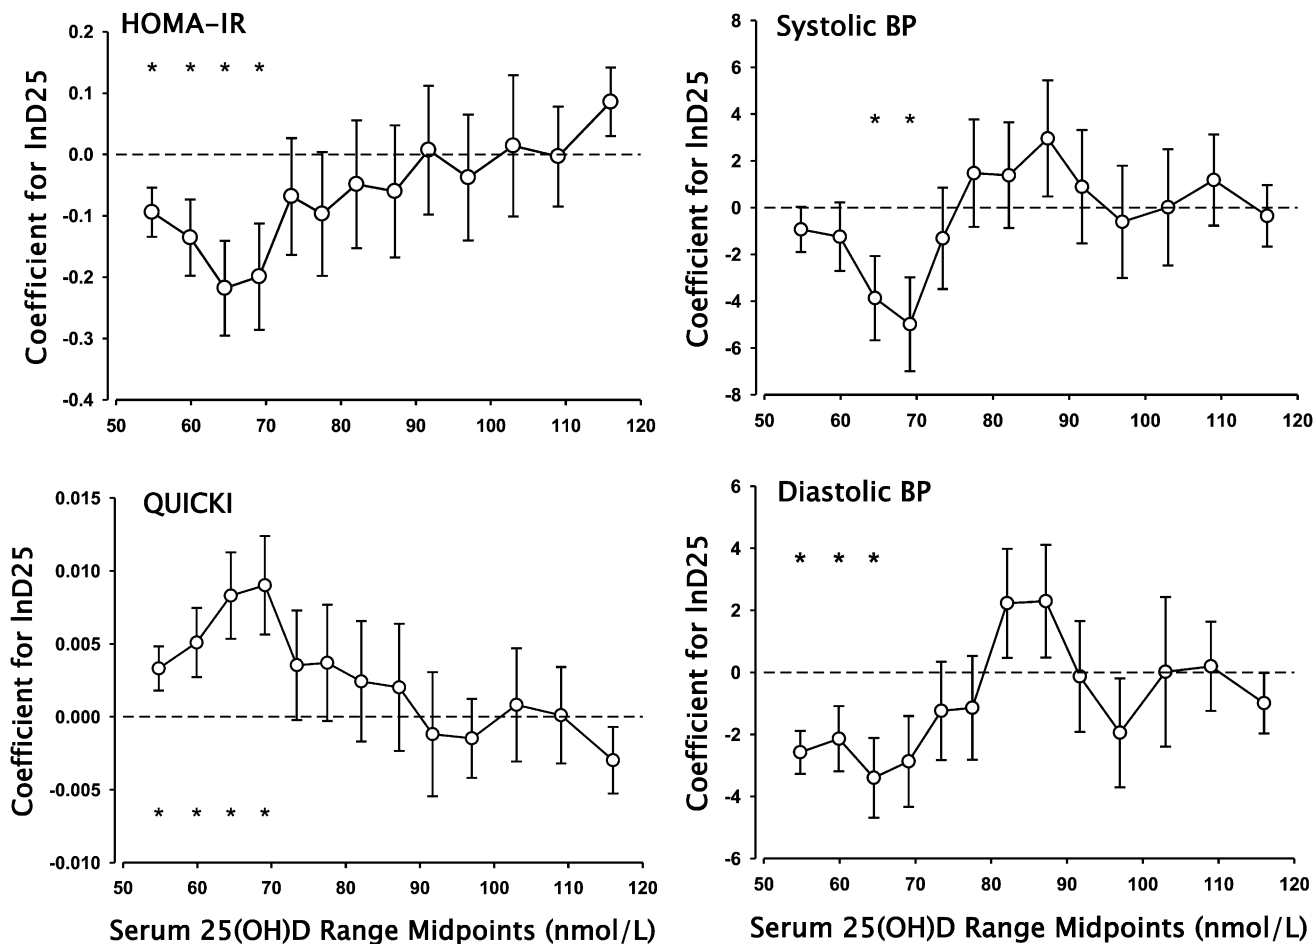 HOMA-IR
0.2
0.1
0.0
-0.1
-0.2
-0.3
-0.4
Coefficient for lnD25
* * * *
50 60 70 80 90 100 110 120
Systolic BP
8
6
4
2
0
-2
-4
-6
-8
Coefficient for lnD25
* *
50 60 70 80 90 100 110 120
QUICKI
0.015
0.010
0.005
0.000
-0.005
-0.010
Coefficient for lnD25
* * * *
50 60 70 80 90 100 110 120
Serum 25(OH)D Range Midpoints (nmol/L)
Diastolic BP
6
4
2
0
-2
-4
-6
Coefficient for lnD25
* * *
50 60 70 80 90 100 110 120
Serum 25(OH)D Range Midpoints (nmol/L)